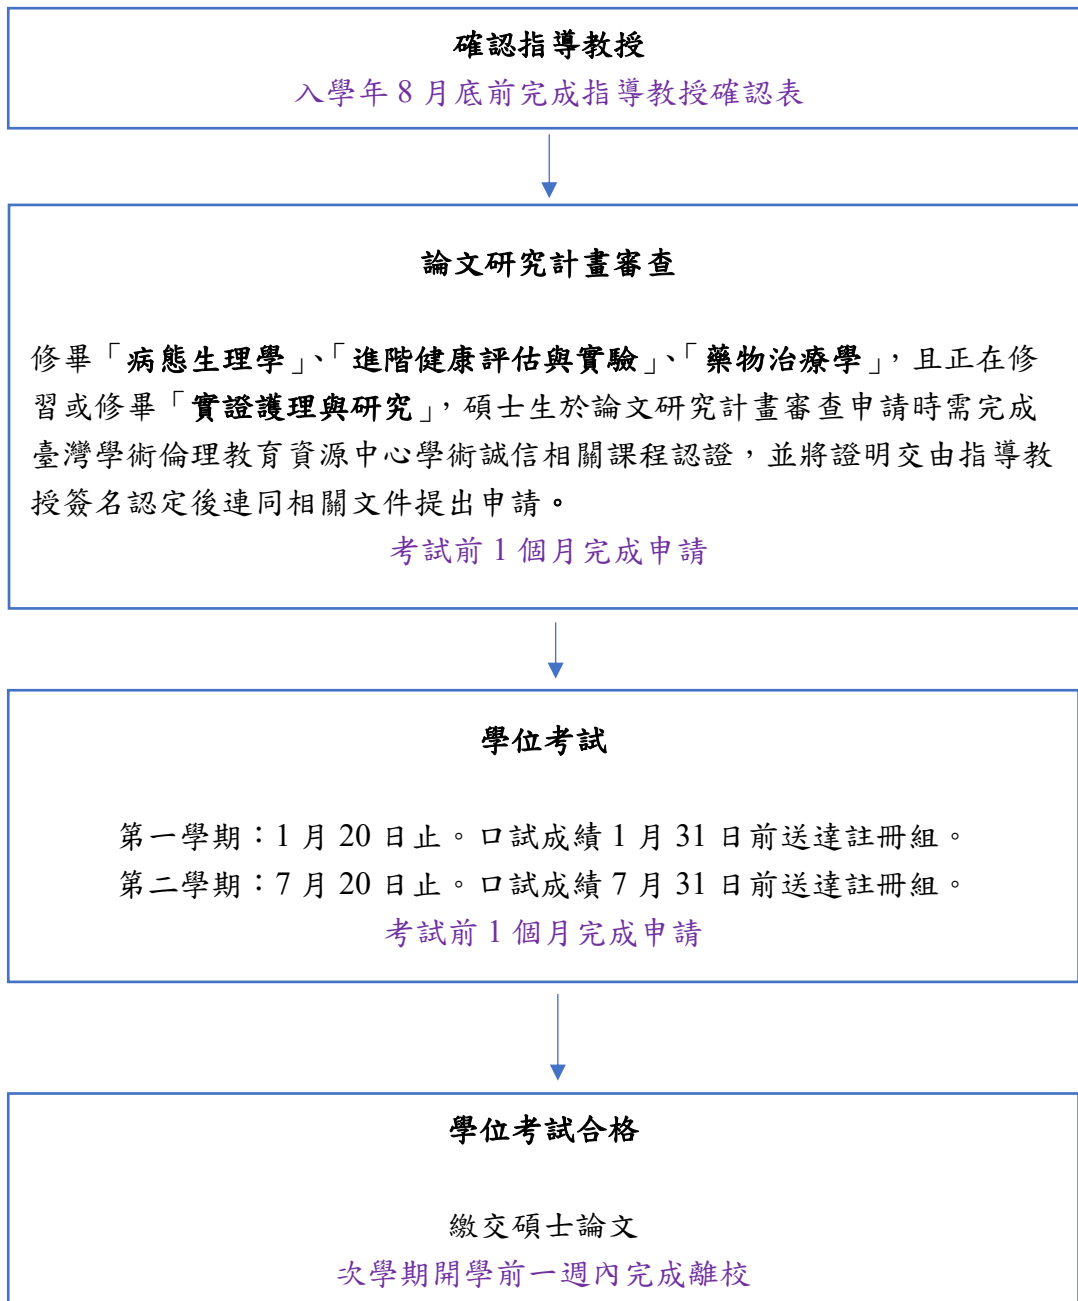 確認指導教授
入學年 8 月底前完成指導教授確認表
論文研究計畫審查
修畢「病態生理學」、「進階健康評估與實驗」、「藥物治療學」，且正在修
習或修畢「實證護理與研究」，碩士生於論文研究計畫審查申請時需完成
臺灣學術倫理教育資源中心學術誠信相關課程認證，並將證明交由指導教
授簽名認定後連同相關文件提出申請。
考試前 1 個月完成申請
學位考試
第一學期：1 月 20 日止。口試成績 1 月 31 日前送達註冊組。
第二學期：7 月 20 日止。口試成績 7 月 31 日前送達註冊組。
考試前 1 個月完成申請
學位考試合格
繳交碩士論文
次學期開學前一週內完成離校